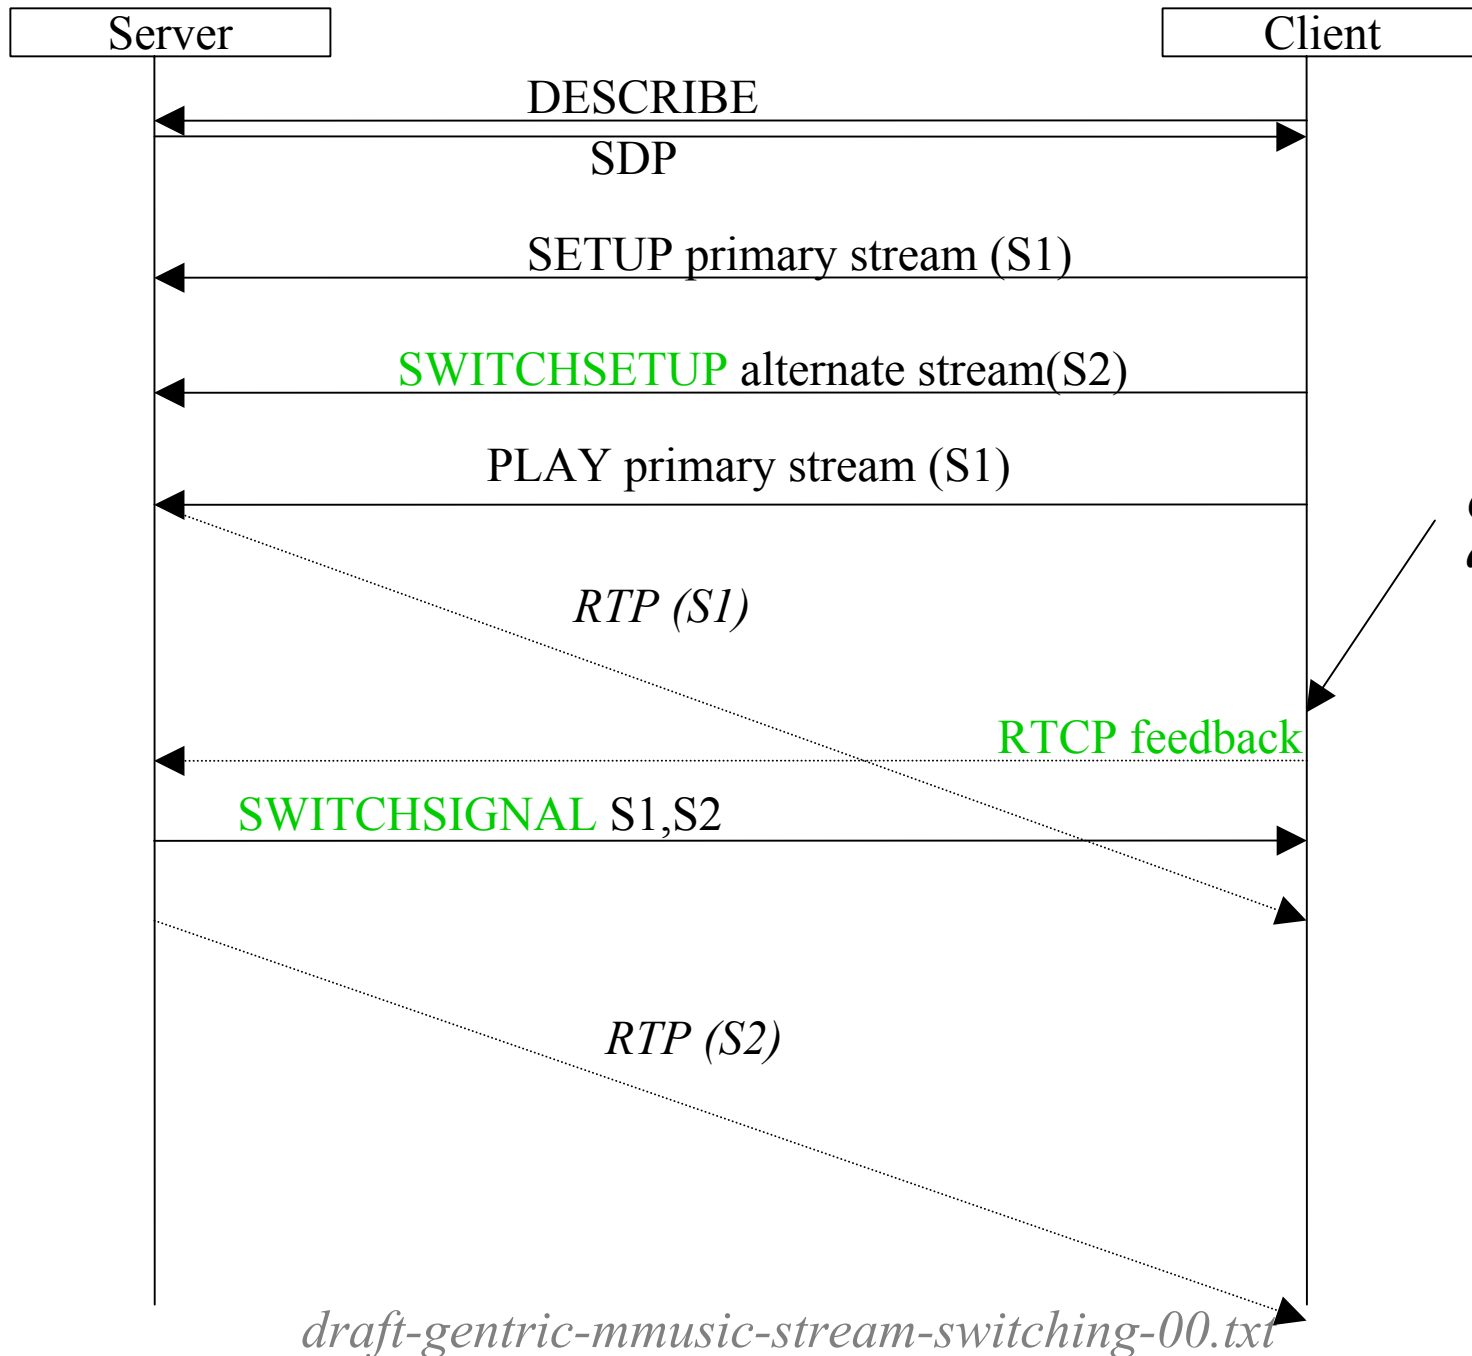 Server
Client
DESCRIBE
SDP
SETUP primary stream (S1)
SWITCHSETUP alternate stream(S2)
PLAY primary stream (S1)
RTP (S1)
RTCP feedback
SWITCHSIGNAL S1,S2
RTP (S2)
draft-gentric-mmusic-stream-switching-00.txt